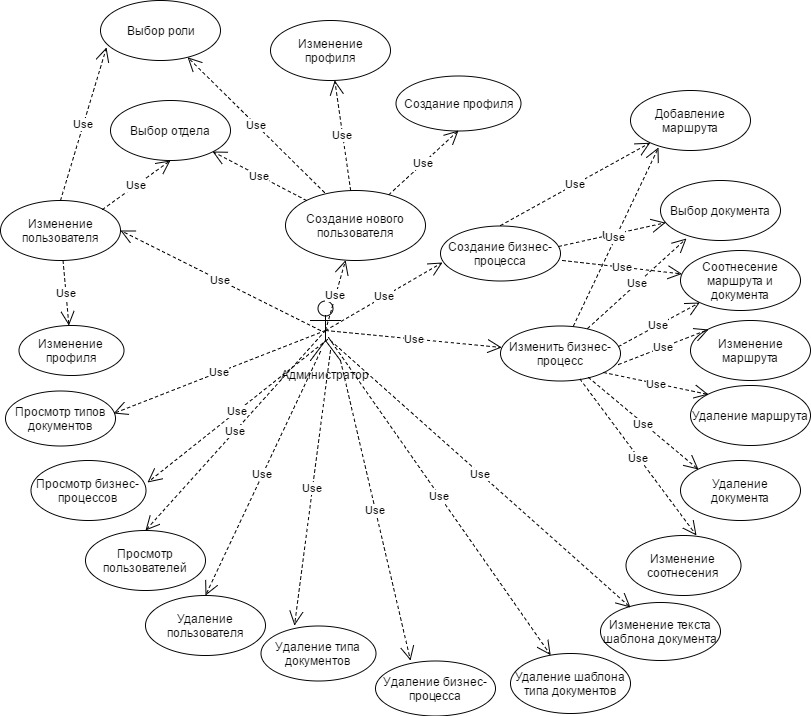 Выбор роли
Изменение
профиля
Создание профиля
Добавление
маршрута
Выбор отдела
Use
Use
Use
Use
Use
Use
Use
Изменение
пользователя
Создание нового
пользователя
Создание бизнес-
процесса
Выбор документа
Use
Use
Use
Соотнесение
маршрута и
документа
Use
Use
Use
Use
Use
Администратор
Use
Изменение
профиля
Изменить бизнес-
процесс
Use
Use
Изменение
маршрута
Use
Удаление маршрута
Use
Просмотр типов
документов
Use
Use
Use
Use
Просмотр бизнес-
процессов
Use
Use
Use
Use
Use
Удаление
документа
Просмотр
пользователей
Изменение
соотнесения
Удаление
пользователя
Удаление типа
документов
Изменение текста
шаблона документа
Удаление бизнес-
процесса
Удаление шаблона
типа документов